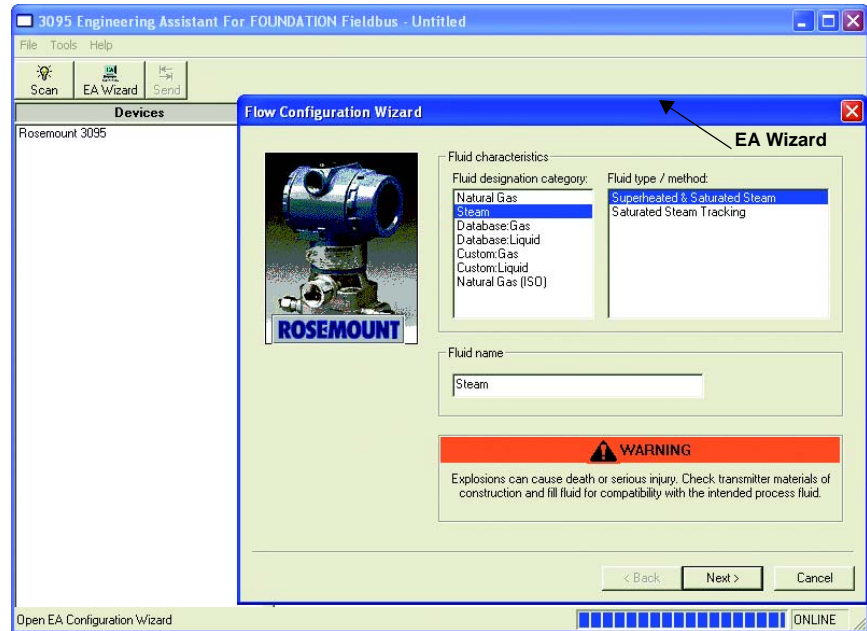 3095 Engineering Assistant For FOUNDATION Fieldbus - Untitled
File Tools Help
Scan
EA Wizard
Send
Devices
Rosemount 3095
Flow Configuration Wizard
EA Wizard
ROSEMOUNT
Fluid characteristics
Fluid designation category:
Natural Gas
Steam
Database:Gas
Database:Liquid
Custom:Gas
Custom:Liquid
Natural Gas (ISO)
Fluid type / method:
Superheated & Saturated Steam
Saturated Steam Tracking
Fluid name
Steam
WARNING
Explosions can cause death or serious injury. Check transmitter materials of
construction and fill fluid for compatibility with the intended process fluid.
< Back
Next >
Cancel
Open EA Configuration Wizard
ONLINE